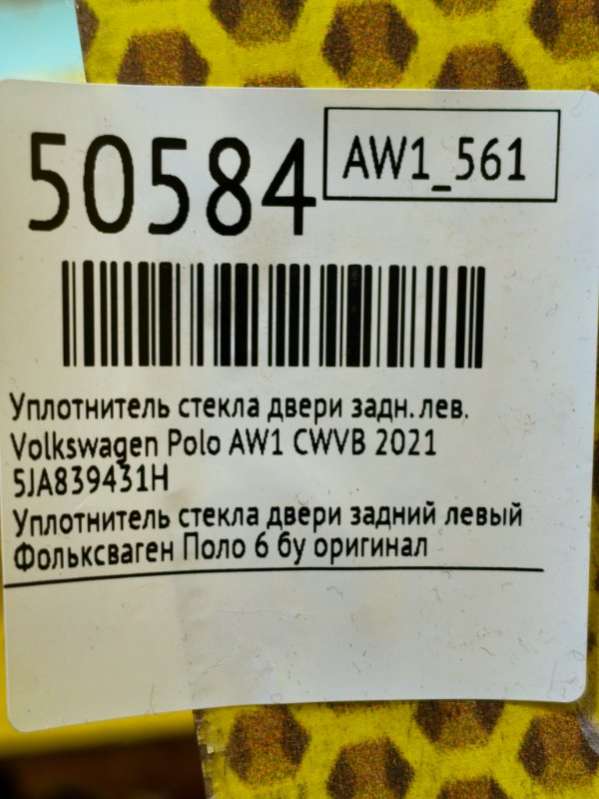 50584
AW1_561
Уплотнитель стекла двери задн. лев.
Volkswagen Polo AW1 CWVB 2021
5JA839431H
Уплотнитель стекла двери задний левый
Фольксваген Поло 6 бу оригинал